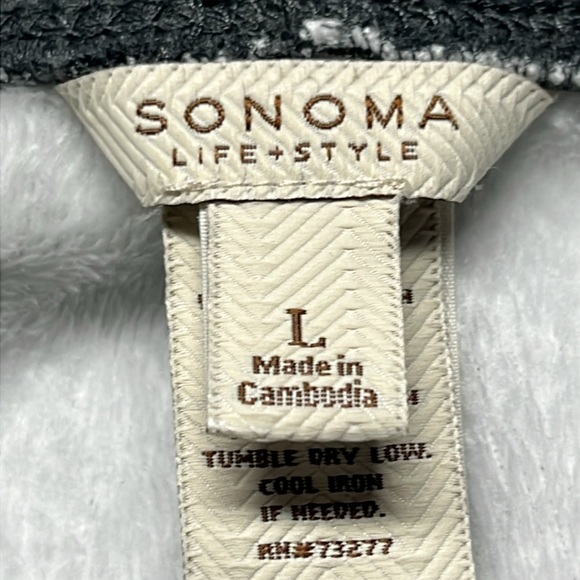 SONOMA
LIFE+STYLE
L
Made in
Cambodia
TUMBLE DRY LOW.
COOL IRON
IF NEEDED.
RN#73277